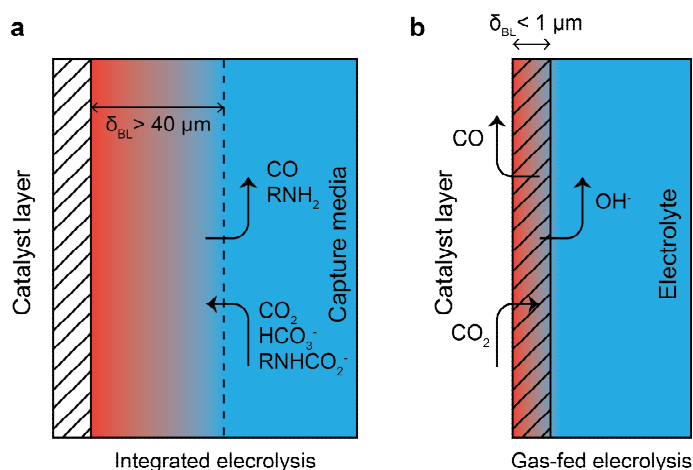 a
δBL> 40 μm
Catalyst layer
CO
RNH2
Capture media
CO2
HCO3-
RNHCO2-
Integrated elecrolysis
b
δBL< 1 μm
CO
Catalyst layer
OH-
Electrolyte
CO2
Gas-fed elecrolysis